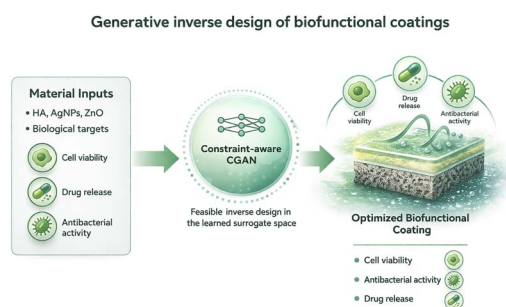 Generative inverse design of biofunctional coatings
Material Inputs
• HA, AgNPs, ZnO
• Biological targets
Cell viability
Drug release
Antibacterial
activity
Constraint-aware
CGAN
Feasible inverse design in
the learned surrogate space
Cell
viability
Drug
release
Antibacterial
activity
Optimized Biofunctional
Coating
• Cell viability
• Antibacterial activity
• Drug release